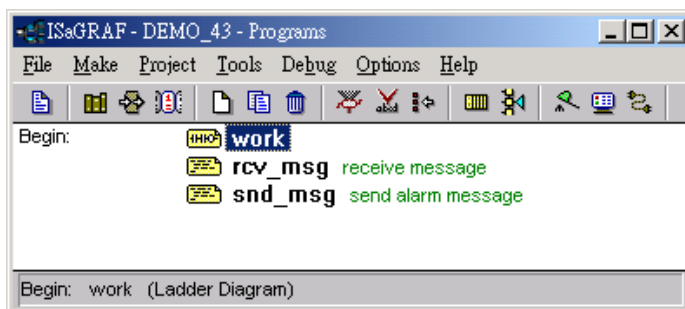 ISaGRAF - DEMO_43 - Programs
File Make Project Tools Debug Options Help
Begin: work
rcv_msg receive message
snd_msg send alarm message
Begin: work (Ladder Diagram)